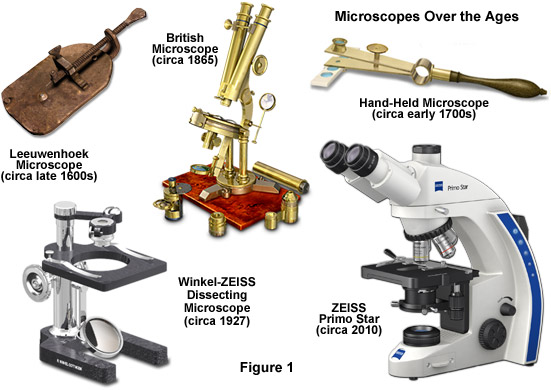 Microscopes Over the Ages
British
Microscope
(circa 1865)
Hand-Held Microscope
(circa early 1700s)
Leeuwenhoek
Microscope
(circa late 1600s)
ZEISS
Primo Star
Winkel-ZEISS
Dissecting
Microscope
(circa 1927)
ZEISS
Primo Star
(circa 2010)
Figure 1